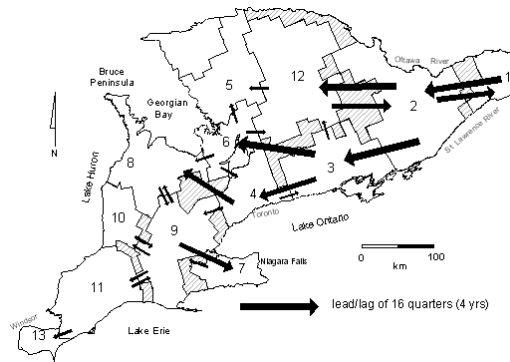 Bruce
Peninsula
Georgian
Bay
Ottawa River
5
12
1
2
6
St. Lawrence River
N
Lake Huron
8
3
4
10
Toronto
Lake Ontario
9
7
Niagara Falls
0 50 100
km
11
lead/lag of 16 quarters (4 yrs)
Windsor
13
Lake Erie